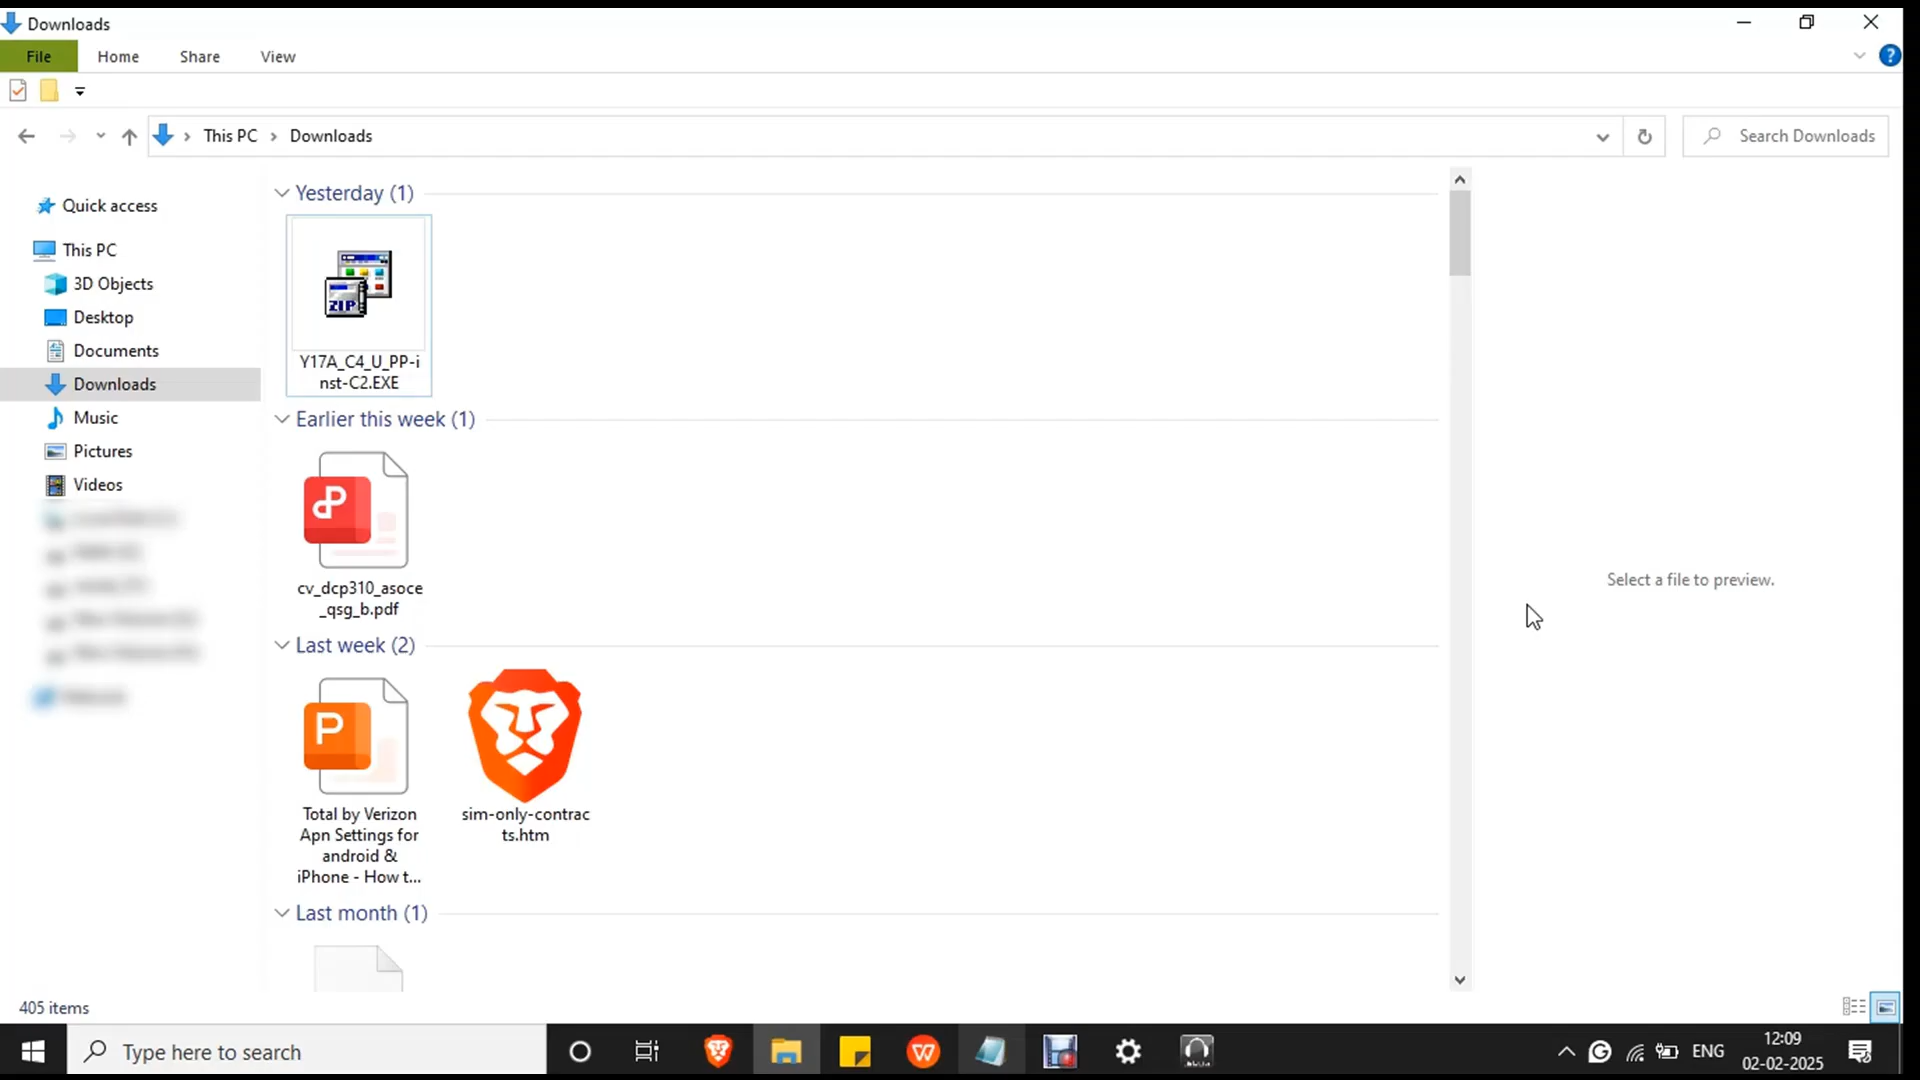 Downloads
File Home Share View
This PC Downloads
Search Downloads
Quick access
This PC
3D Objects
Desktop
Documents
Downloads
Music
Pictures
Videos
Yesterday (1)
ZIP
Y17A_C4_U_PP-i
nst-C2.EXE
Earlier this week (1)
cv_dcp310_asoce
_qsg_b.pdf
Last week (2)
P
Total by Verizon
Apn Settings for
android &
iPhone - How t...
sim-only-contrac
ts.htm
Last month (1)
Select a file to preview.
405 items
Type here to search
W
G
ENG
12:09
02-02-2025